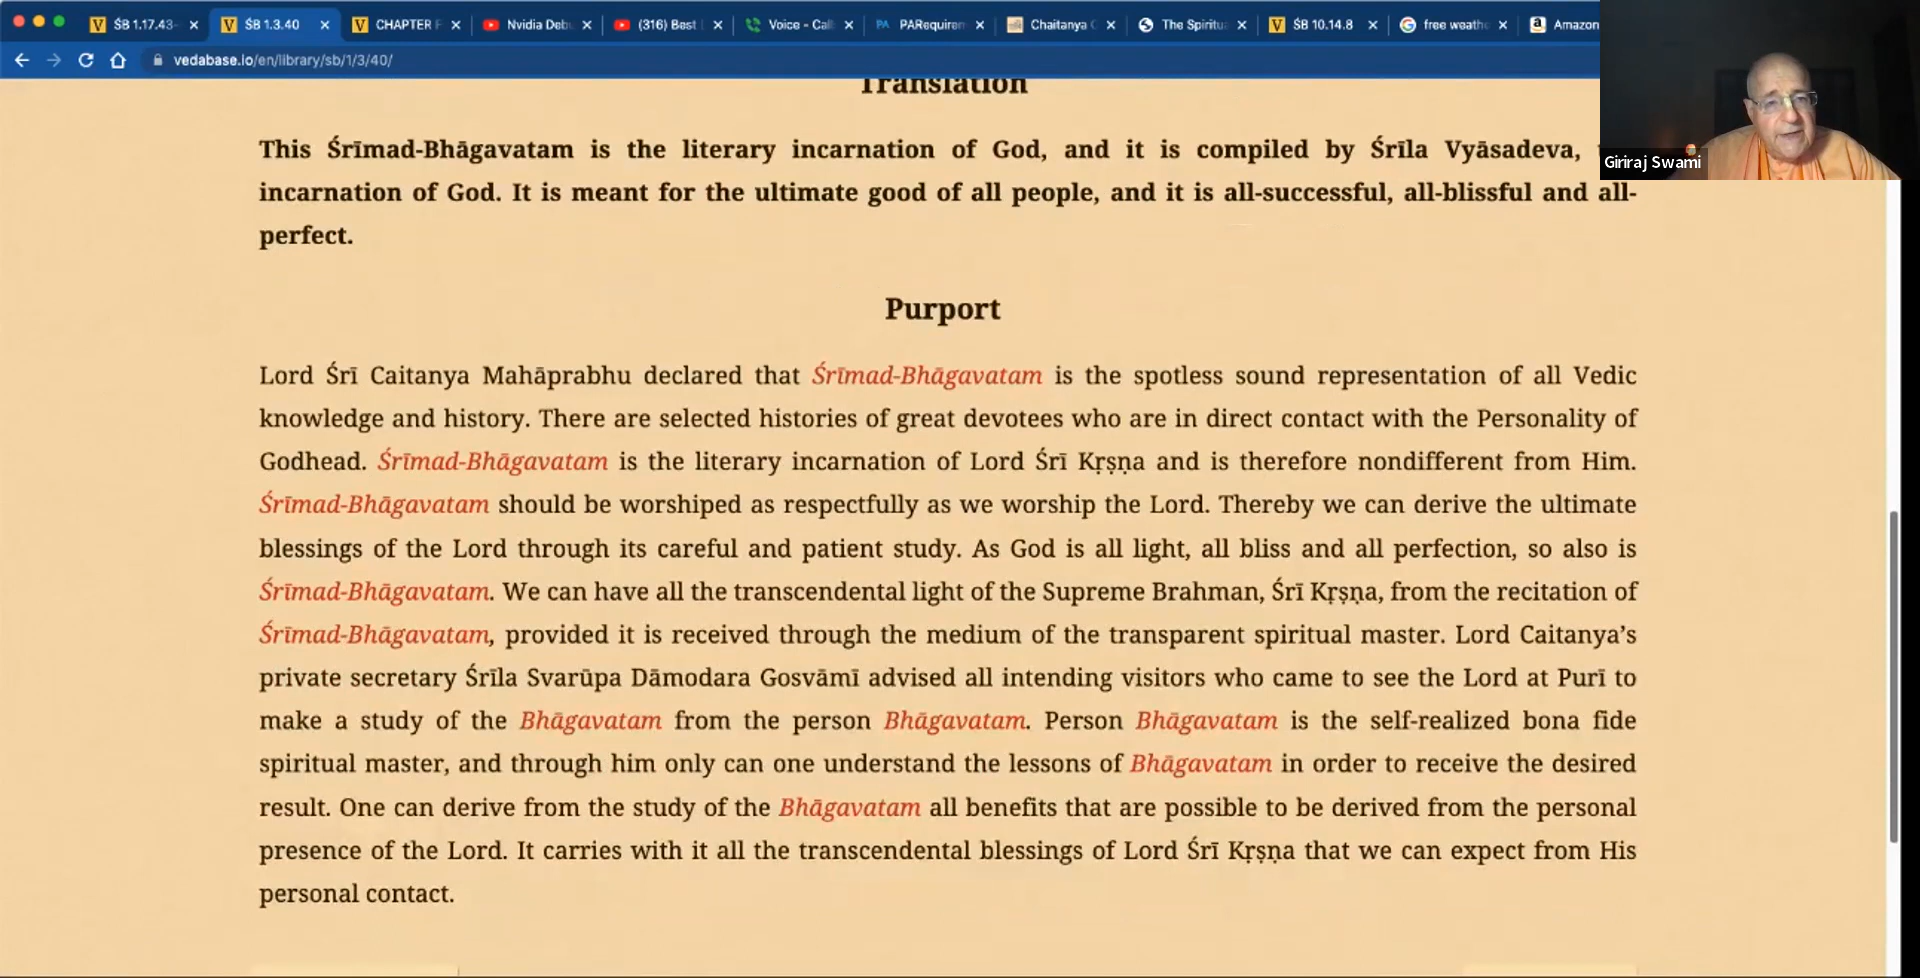 ŚB 1.17.43-
ŚB 1.3.40
CHAPTER F
Nvidia Deb
(316) Best
Voice - Call
PARequirem
Chaitanya C
The Spiritua
ŚB 10.14.8
free weathe
Amazon
vedabase.io/en/library/sb/1/3/40/
Giriraj Swami
Translation
This Śrīmad-Bhāgavatam is the literary incarnation of God, and it is compiled by Śrīla Vyāsadeva,
incarnation of God. It is meant for the ultimate good of all people, and it is all-successful, all-blissful and all-
perfect.
Purport
Lord Śrī Caitanya Mahāprabhu declared that Śrīmad-Bhāgavatam is the spotless sound representation of all Vedic
knowledge and history. There are selected histories of great devotees who are in direct contact with the Personality of
Godhead. Śrīmad-Bhāgavatam is the literary incarnation of Lord Śrī Kṛṣṇa and is therefore nondifferent from Him.
Śrīmad-Bhāgavatam should be worshiped as respectfully as we worship the Lord. Thereby we can derive the ultimate
blessings of the Lord through its careful and patient study. As God is all light, all bliss and all perfection, so also is
Śrīmad-Bhāgavatam. We can have all the transcendental light of the Supreme Brahman, Śrī Kṛṣṇa, from the recitation of
Śrīmad-Bhāgavatam, provided it is received through the medium of the transparent spiritual master. Lord Caitanya’s
private secretary Śrīla Svarūpa Dāmodara Gosvāmī advised all intending visitors who came to see the Lord at Purī to
make a study of the Bhāgavatam from the person Bhāgavatam. Person Bhāgavatam is the self-realized bona fide
spiritual master, and through him only can one understand the lessons of Bhāgavatam in order to receive the desired
result. One can derive from the study of the Bhāgavatam all benefits that are possible to be derived from the personal
presence of the Lord. It carries with it all the transcendental blessings of Lord Śrī Kṛṣṇa that we can expect from His
personal contact.